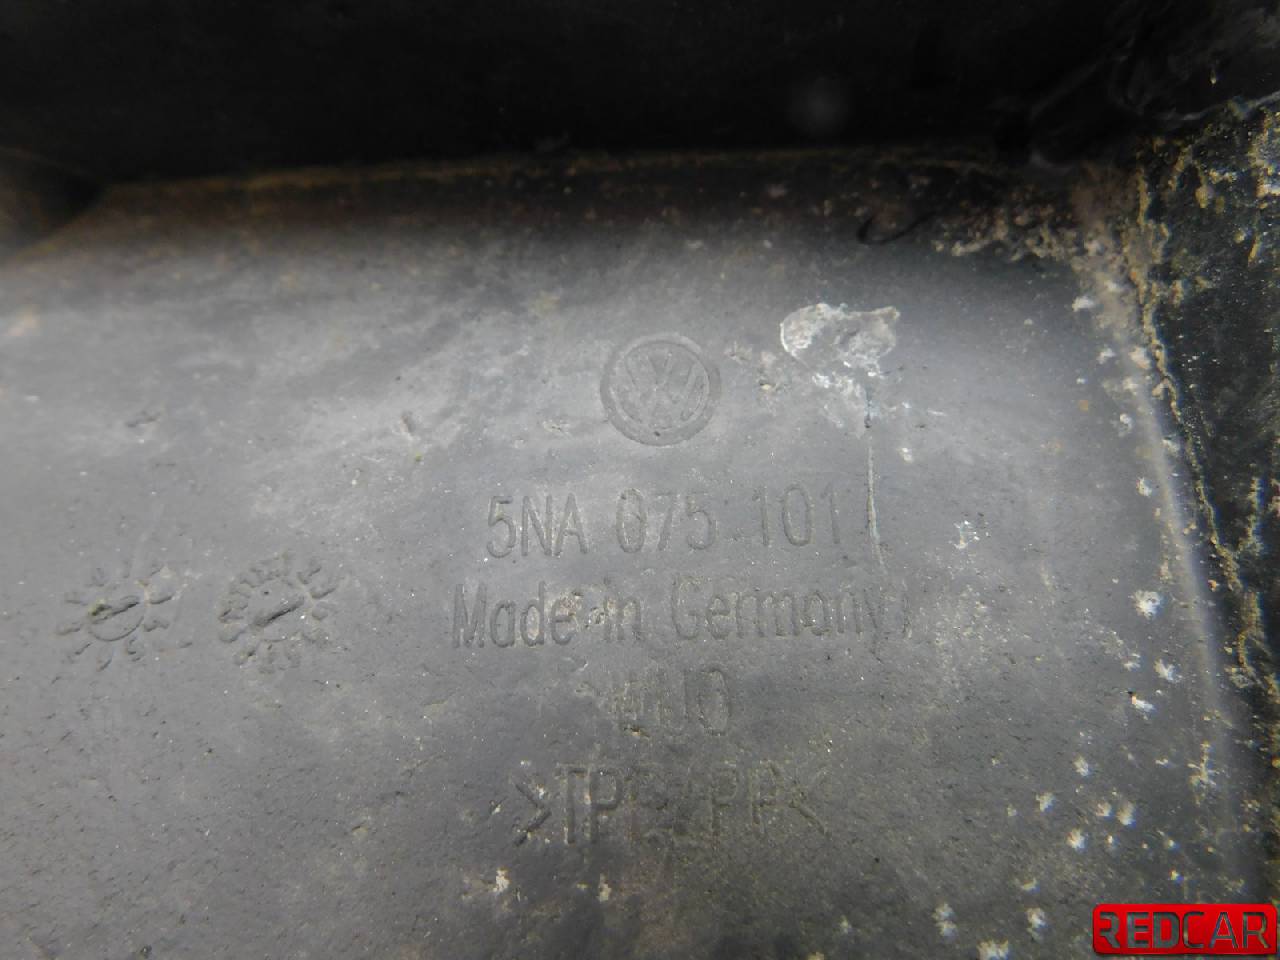 5NA 075 101
Made in Germany
>TPE/PP<
REDCAR